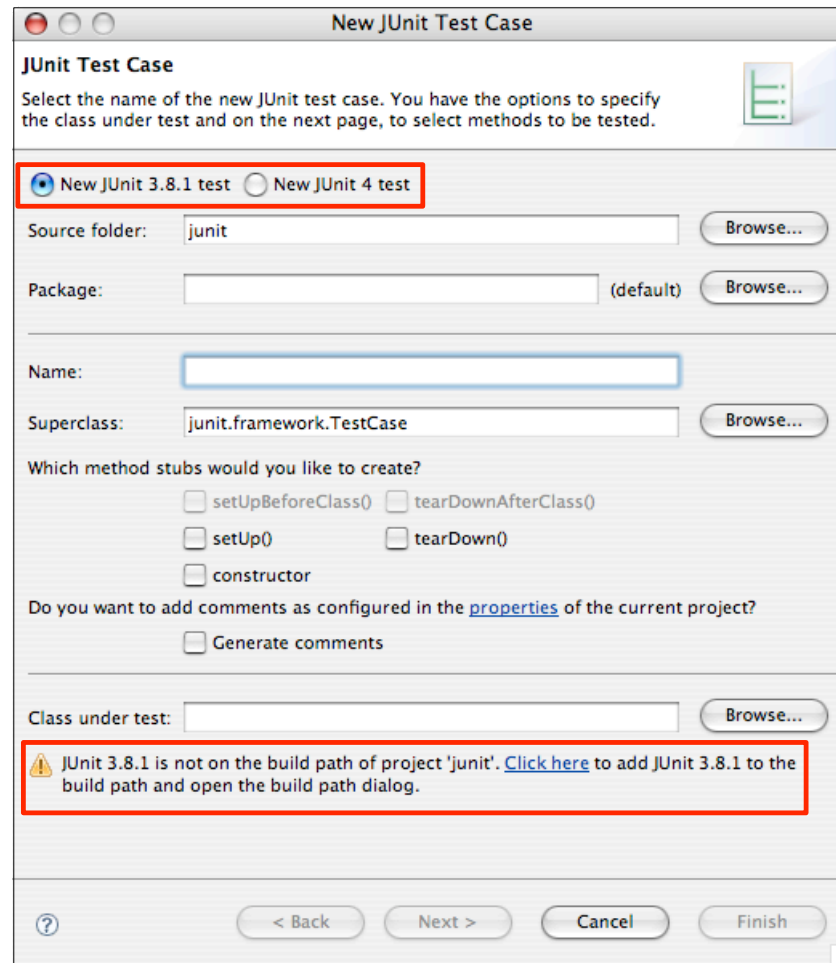 New JUnit Test Case
JUnit Test Case
Select the name of the new JUnit test case. You have the options to specify
the class under test and on the next page, to select methods to be tested.
New JUnit 3.8.1 test New JUnit 4 test
Source folder: junit Browse...
Package: (default) Browse...
Name:
Superclass: junit.framework.TestCase Browse...
Which method stubs would you like to create?
setUpBeforeClass() tearDownAfterClass()
setUp() tearDown()
constructor
Do you want to add comments as configured in the properties of the current project?
Generate comments
Class under test: Browse...
JUnit 3.8.1 is not on the build path of project 'junit'. Click here to add JUnit 3.8.1 to the
build path and open the build path dialog.
? < Back Next > Cancel Finish